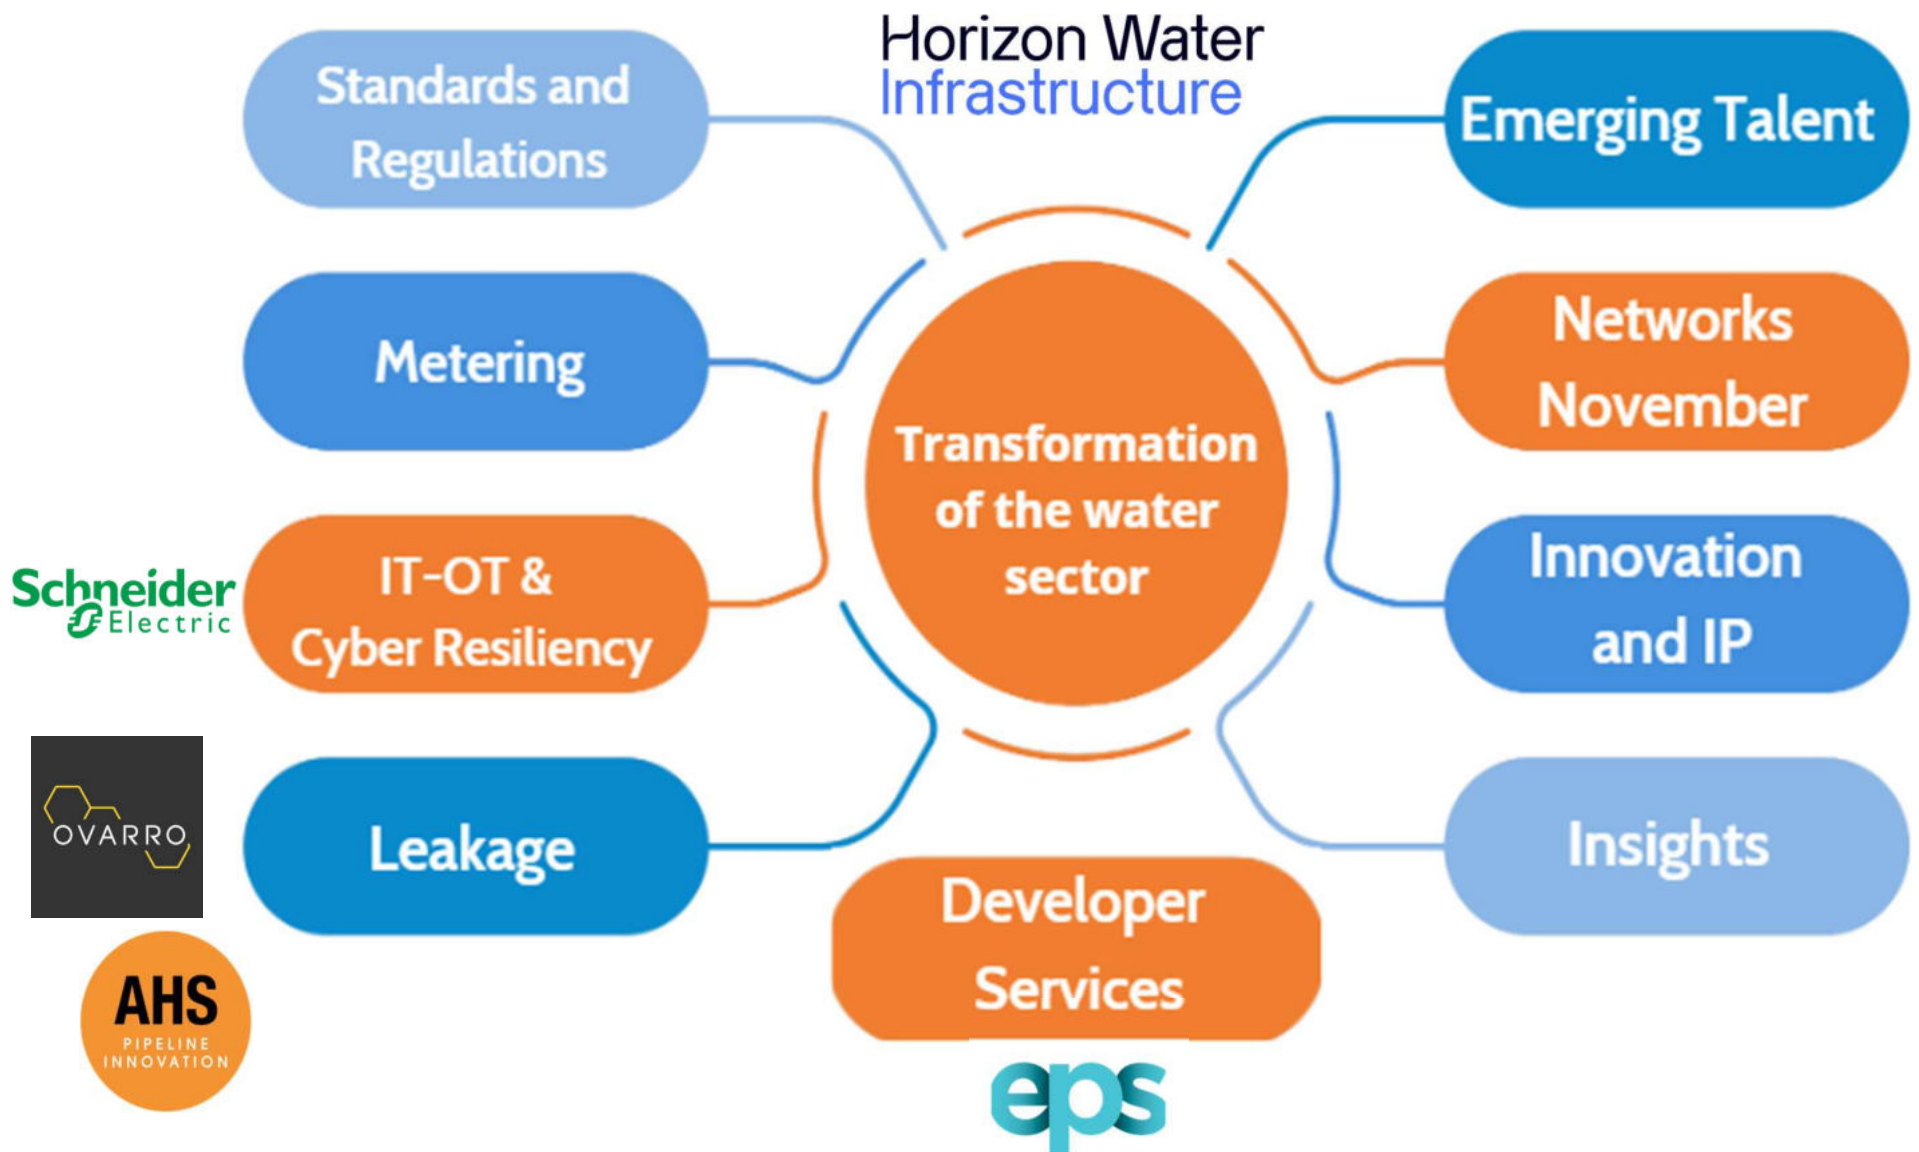 Horizon Water
Infrastructure
Standards and
Regulations
Emerging Talent
Metering
Networks
November
Transformation
of the water
sector
Schneider
Electric
IT-OT &
Cyber Resiliency
Innovation
and IP
OVARRO
Leakage
Insights
Developer
Services
AHS
PIPELINE
INNOVATION
eps